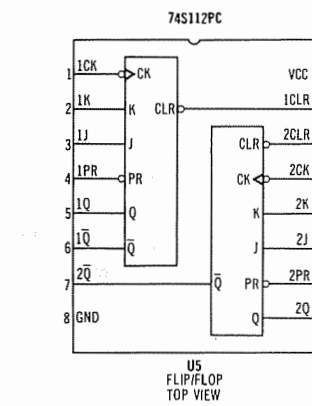 74S112PC
1 1CK CK VCC
2 1K K CLR 1CLR
3 1J J CLR 2CLR
4 1PR PR CK 2CK
5 1Q Q K 2K
6 1Q̅ Q̅ J 2J
7 2Q̅ Q̅ PR 2PR
8 GND Q 2Q
U5
FLIP/FLOP
TOP VIEW